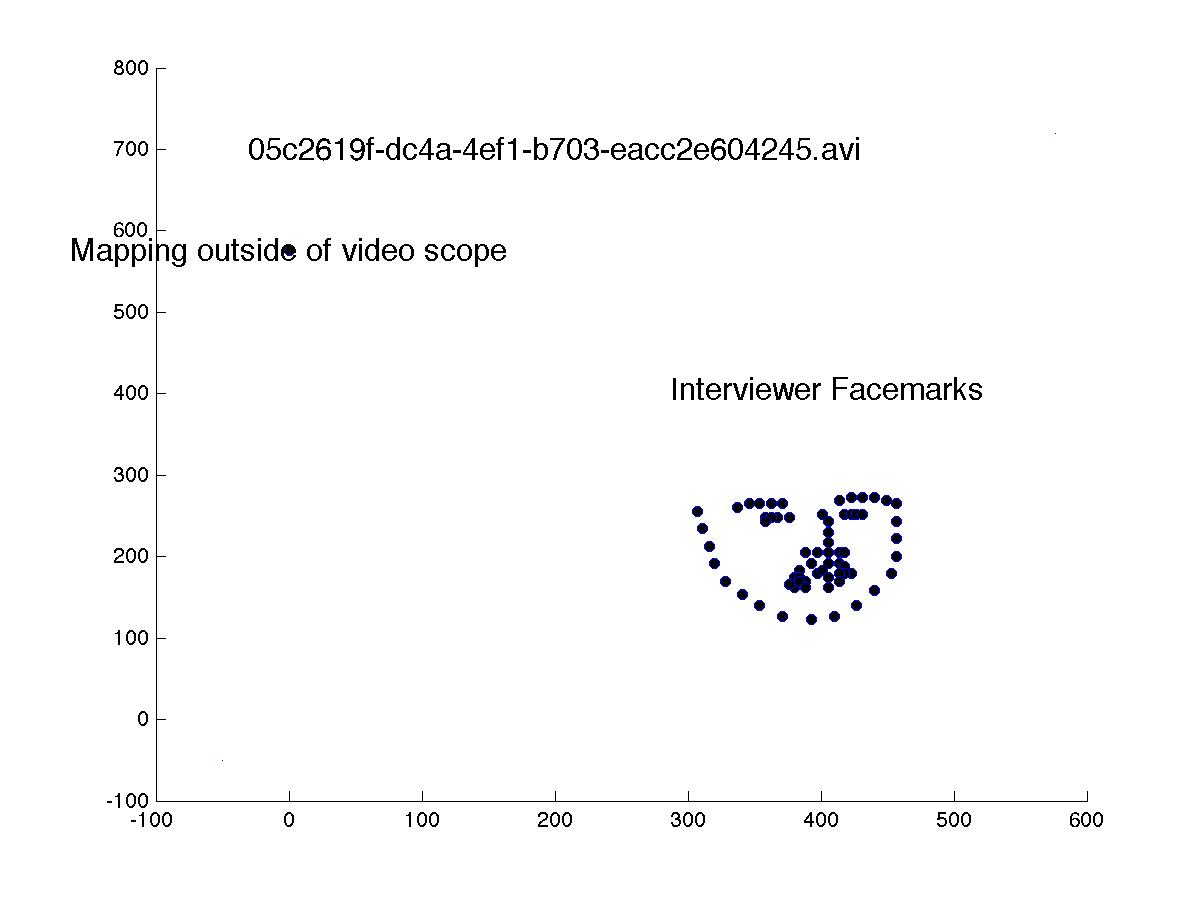 800
05c2619f-dc4a-4ef1-b703-eacc2e604245.avi
700
600
Mapping outside of video scope
500
400
Interviewer Facemarks
300
200
100
0
-100
-100 0 100 200 300 400 500 600